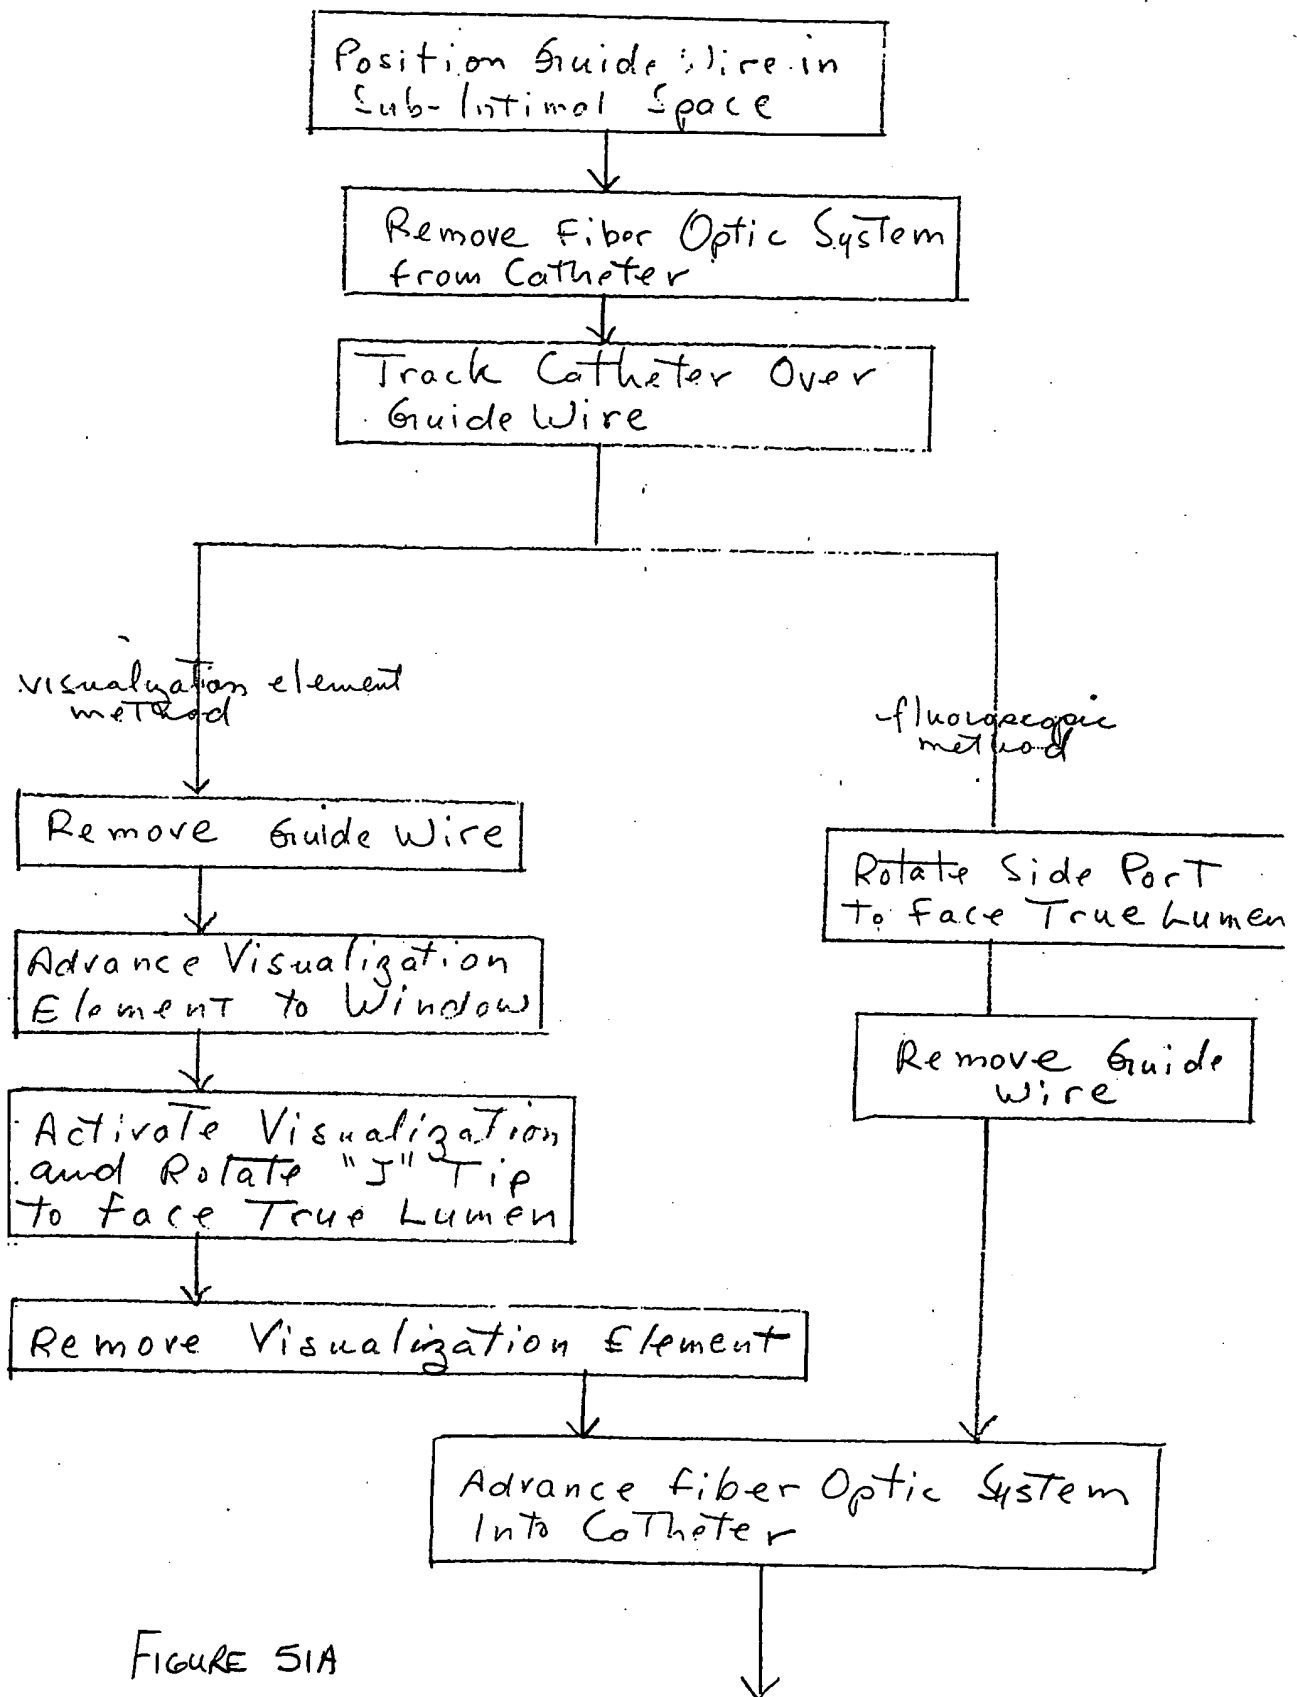 Position Guide Wire in
Sub-Intimal Space
Remove Fiber Optic System
from Catheter
Track Catheter Over
Guide Wire
visualization element
method
fluoroscopic
method
Remove Guide Wire
Rotate Side Port
to Face True Lumen
Advance Visualization
Element to Window
Remove Guide
Wire
Activate Visualization
and Rotate "J" Tip
to face True Lumen
Remove Visualization Element
Advance Fiber Optic System
Into Catheter
FIGURE 51A